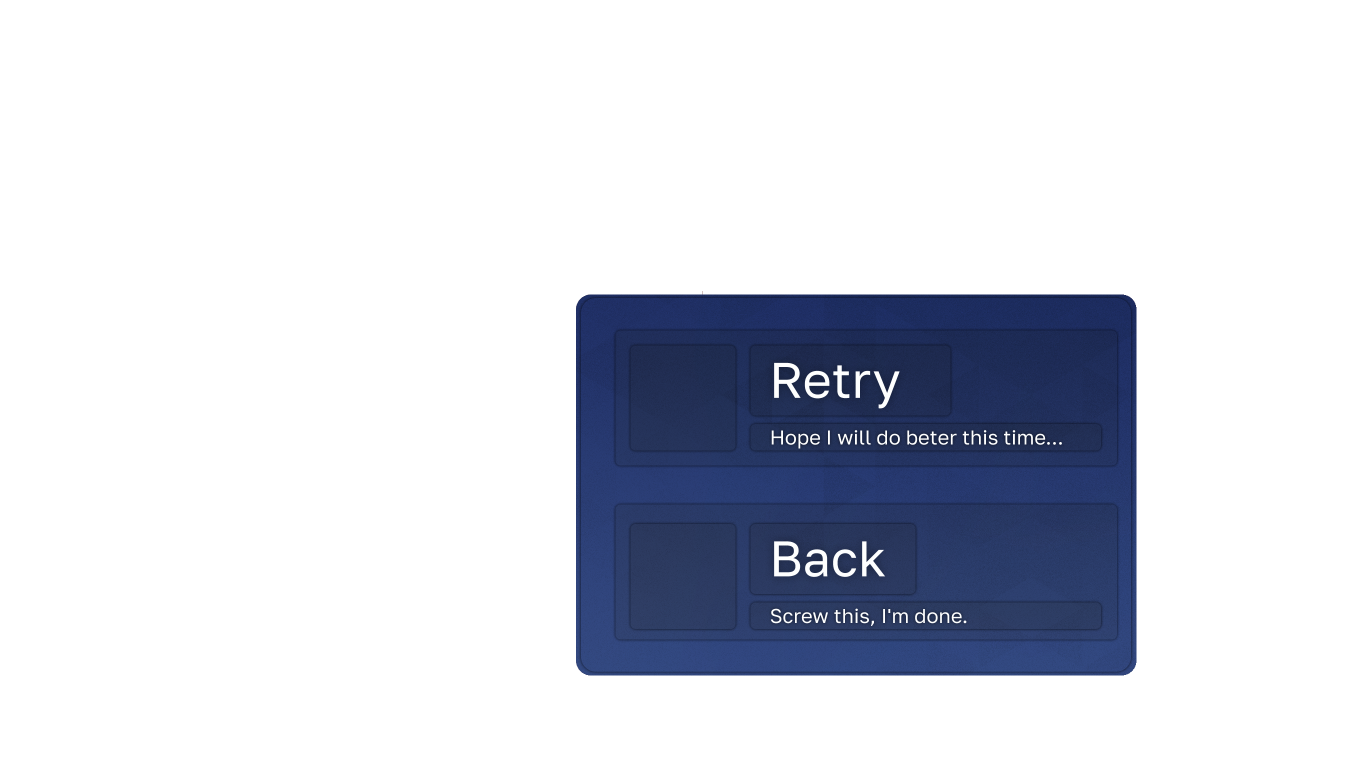 Retry
Hope I will do beter this time...
Back
Screw this, I'm done.